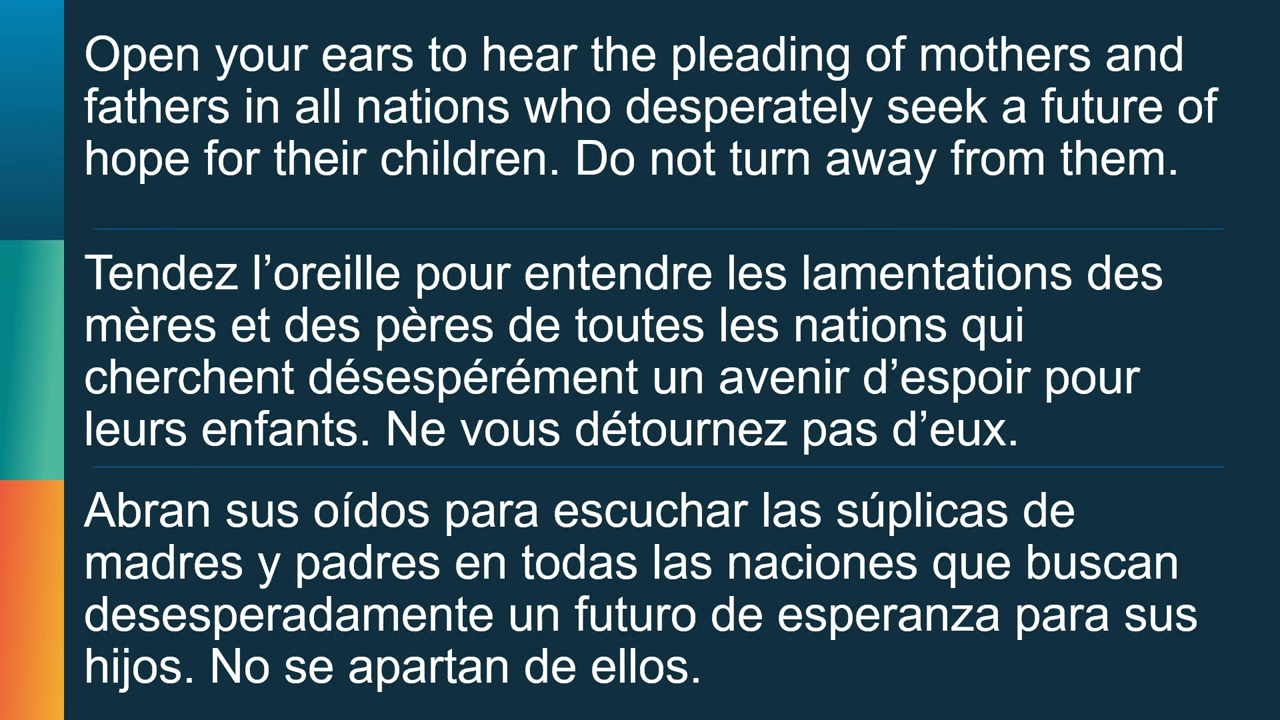 Open your ears to hear the pleading of mothers and
fathers in all nations who desperately seek a future of
hope for their children. Do not turn away from them.
Tendez l’oreille pour entendre les lamentations des
mères et des pères de toutes les nations qui
cherchent désespérément un avenir d’espoir pour
leurs enfants. Ne vous détournez pas d’eux.
Abran sus oídos para escuchar las súplicas de
madres y padres en todas las naciones que buscan
desesperadamente un futuro de esperanza para sus
hijos. No se apartan de ellos.